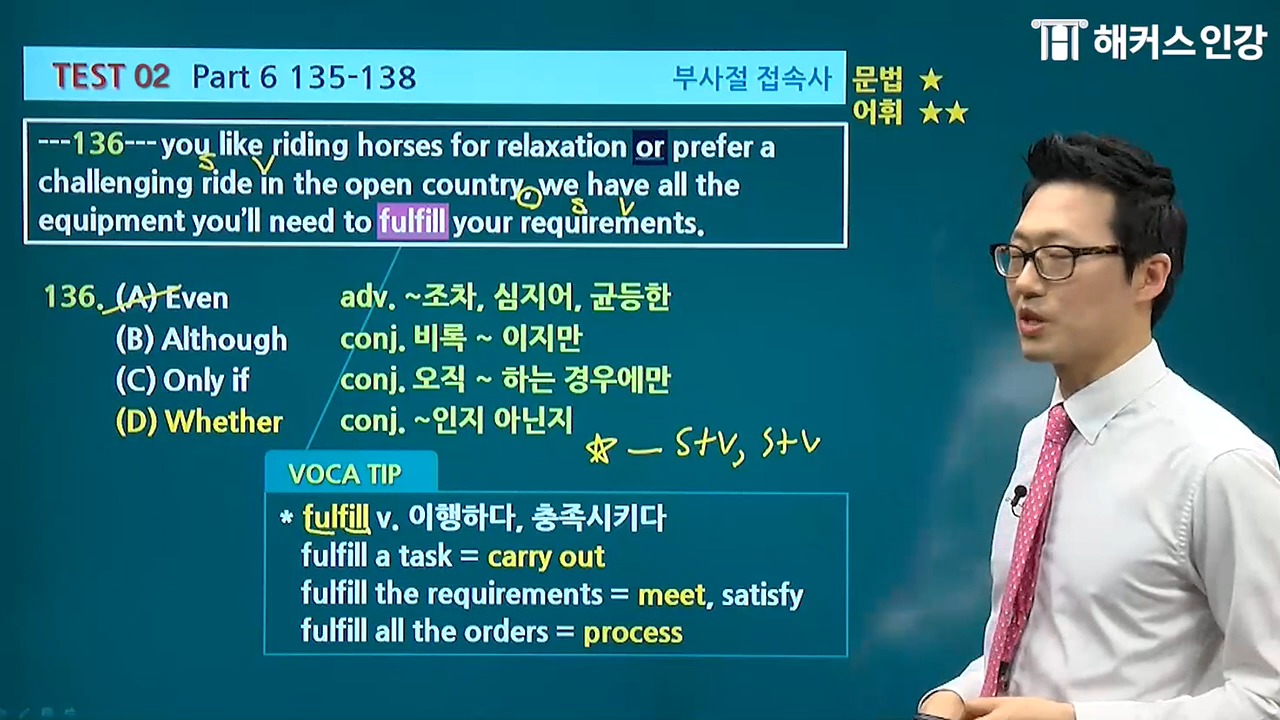 해커스인강
TEST 02 Part 6 135-138 부사절 접속사
문법 ★
어휘 ★★
---136--- you like riding horses for relaxation or prefer a
s v
challenging ride in the open country, we have all the
s v
equipment you'll need to fulfill your requirements.
136. (A) Even adv. ~조차, 심지어, 균등한
(B) Although conj. 비록 ~ 이지만
(C) Only if conj. 오직 ~ 하는 경우에만
(D) Whether conj. ~인지 아닌지
☆ — S+V, S+V
VOCA TIP
* fulfill v. 이행하다, 충족시키다
fulfill a task = carry out
fulfill the requirements = meet, satisfy
fulfill all the orders = process